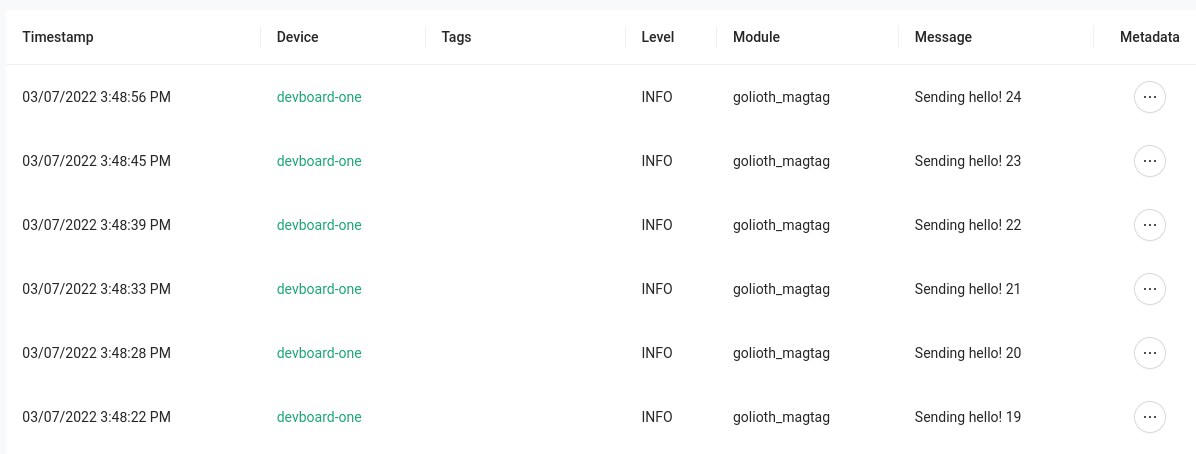 Timestamp Device Tags Level Module Message Metadata
03/07/2022 3:48:56 PM devboard-one INFO golioth_magtag Sending hello! 24
03/07/2022 3:48:45 PM devboard-one INFO golioth_magtag Sending hello! 23
03/07/2022 3:48:39 PM devboard-one INFO golioth_magtag Sending hello! 22
03/07/2022 3:48:33 PM devboard-one INFO golioth_magtag Sending hello! 21
03/07/2022 3:48:28 PM devboard-one INFO golioth_magtag Sending hello! 20
03/07/2022 3:48:22 PM devboard-one INFO golioth_magtag Sending hello! 19